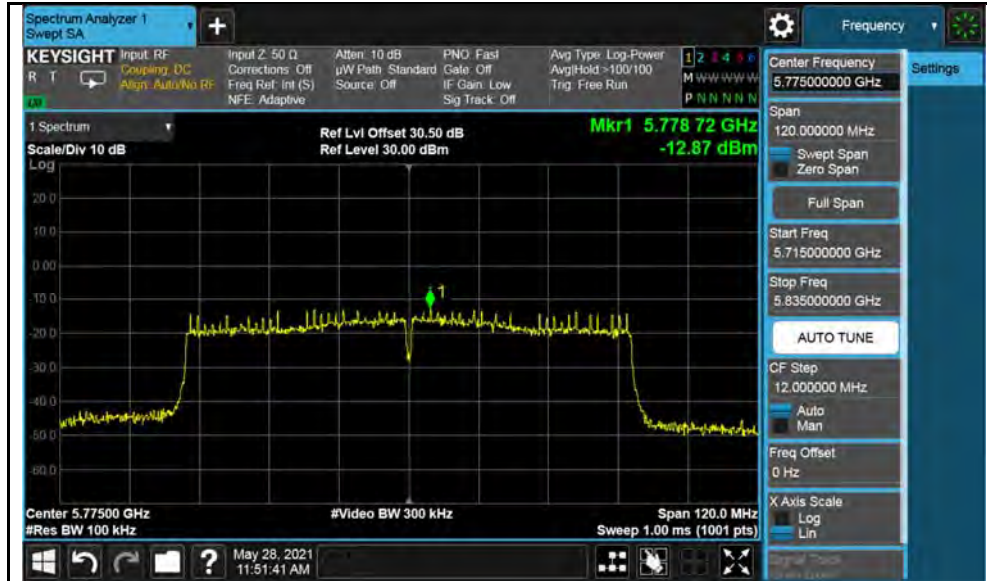 Spectrum Analyzer 1
Swept SA
Frequency
KEYSIGHT
R T
Input: RF
Coupling: DC
Align: Auto/No RF
Input Z: 50 Ω
Corrections: Off
Freq Ref: Int (S)
NFE: Adaptive
Atten: 10 dB
µW Path: Standard
Source: Off
PNO: Fast
Gate: Off
IF Gain: Low
Sig Track: Off
Avg Type: Log-Power
Avg|Hold:>100/100
Trig: Free Run
1 2 3 4 5 6
M W W W W W
P N N N N N
1 Spectrum
Scale/Div 10 dB
Log
Ref Lvl Offset 30.50 dB
Ref Level 30.00 dBm
Mkr1 5.778 72 GHz
-12.87 dBm
20.0
10.0
0.00
-10.0
-20.0
-30.0
-40.0
-50.0
-60.0
1
Center 5.77500 GHz
#Res BW 100 kHz
#Video BW 300 kHz
Span 120.0 MHz
Sweep 1.00 ms (1001 pts)
May 28, 2021
11:51:41 AM
Center Frequency
5.775000000 GHz
Settings
Span
120.000000 MHz
Swept Span
Zero Span
Full Span
Start Freq
5.715000000 GHz
Stop Freq
5.835000000 GHz
AUTO TUNE
CF Step
12.000000 MHz
Auto
Man
Freq Offset
0 Hz
X Axis Scale
Log
Lin
Signal Track